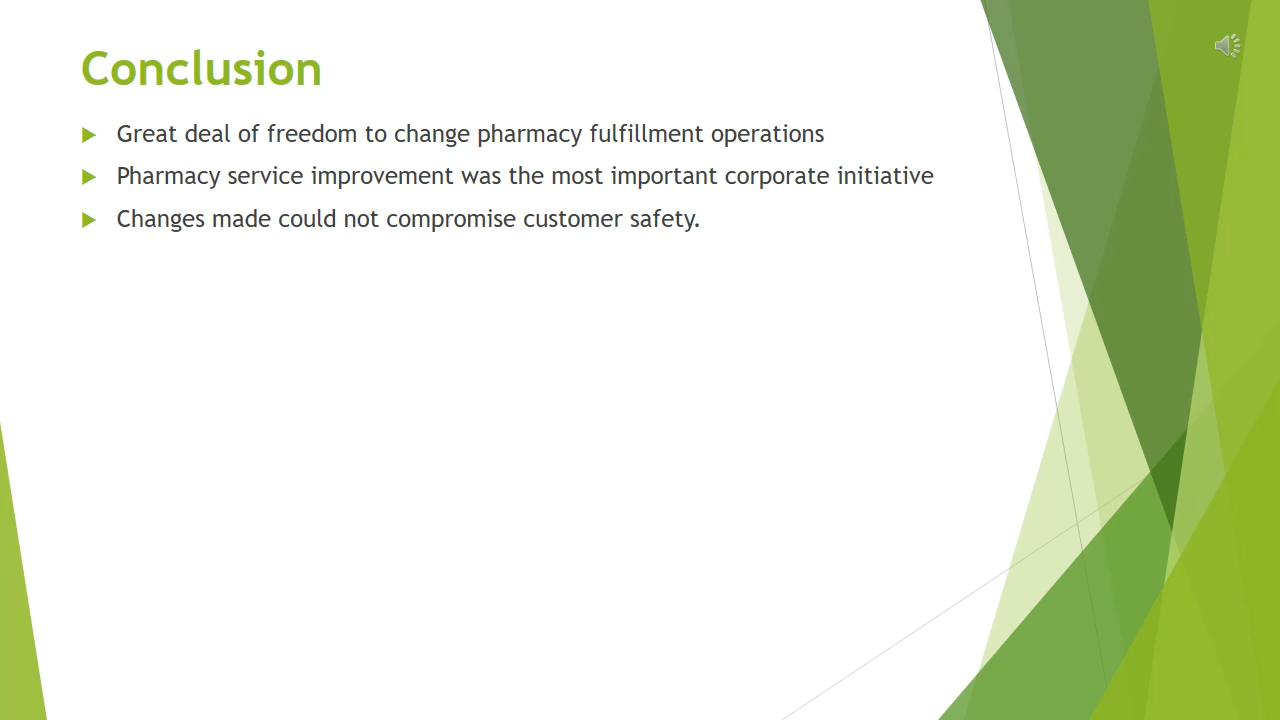 Conclusion
Great deal of freedom to change pharmacy fulfillment operations
Pharmacy service improvement was the most important corporate initiative
Changes made could not compromise customer safety.